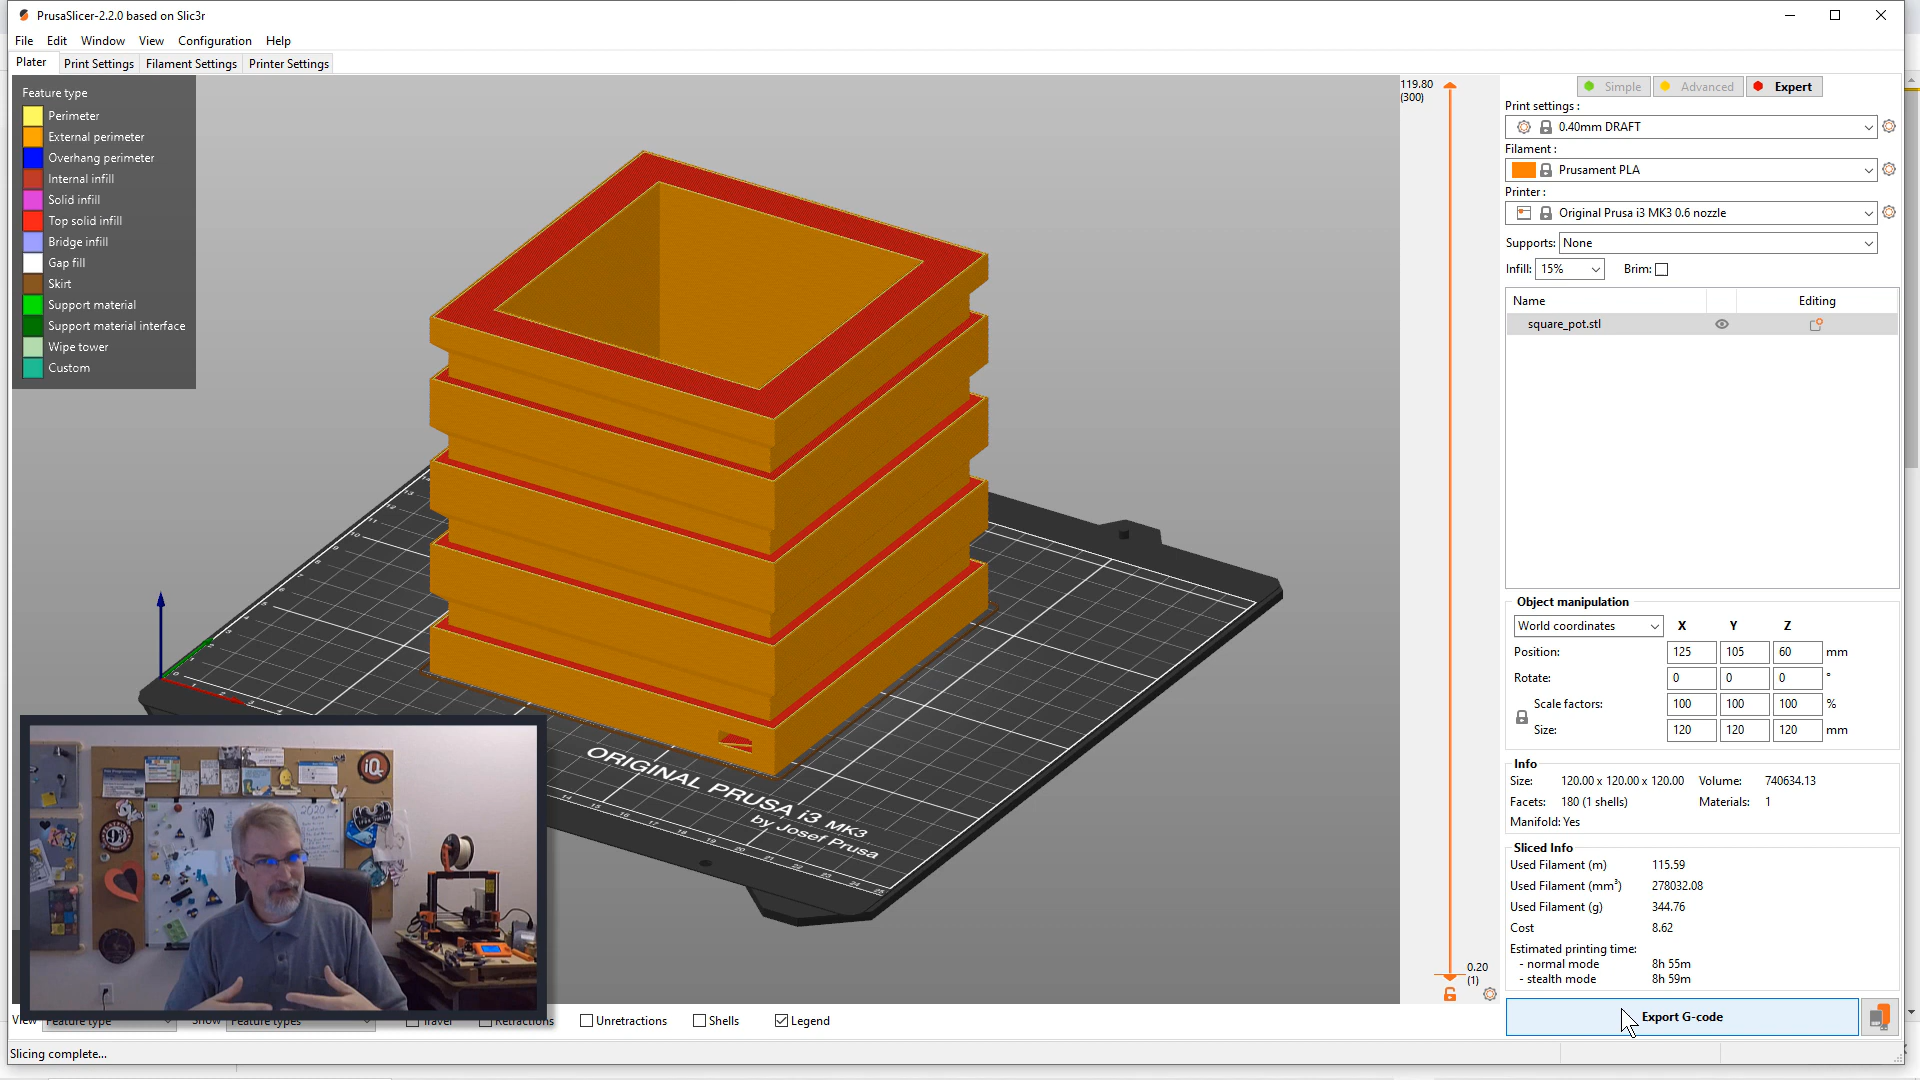 PrusaSlicer-2.2.0 based on Slic3r
File Edit Window View Configuration Help
Plater Print Settings Filament Settings Printer Settings
Feature type
Perimeter
External perimeter
Overhang perimeter
Internal infill
Solid infill
Top solid infill
Bridge infill
Gap fill
Skirt
Support material
Support material interface
Wipe tower
Custom
ORIGINAL PRUSA i3 MK3
by Josef Prusa
119.80
(300)
0.20
(1)
Simple Advanced Expert
Print settings :
0.40mm DRAFT
Filament :
Prusament PLA
Printer :
Original Prusa i3 MK3 0.6 nozzle
Supports: None
Infill: 15% Brim:
Name Editing
square_pot.stl
Object manipulation
World coordinates X Y Z
Position: 125 105 60 mm
Rotate: 0 0 0 °
Scale factors: 100 100 100 %
Size: 120 120 120 mm
Info
Size: 120.00 x 120.00 x 120.00 Volume: 740634.13
Facets: 180 (1 shells) Materials: 1
Manifold: Yes
Sliced Info
Used Filament (m) 115.59
Used Filament (mm³) 278032.08
Used Filament (g) 344.76
Cost 8.62
Estimated printing time:
- normal mode 8h 55m
- stealth mode 8h 59m
Export G-code
View Feature type Show Feature types Travel Retractions Unretractions Shells Legend
Slicing complete...